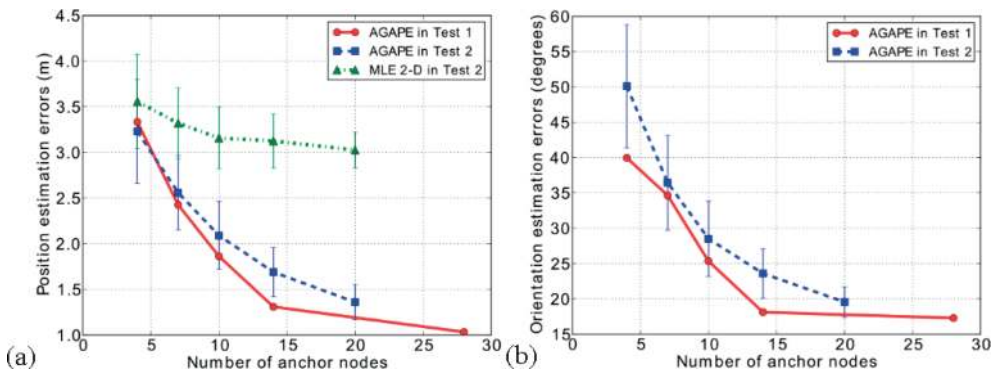 4.5
4.0
3.5
3.0
2.5
2.0
1.5
1.0
Position estimation errors (m)
AGAPE in Test 1
AGAPE in Test 2
MLE 2-D in Test 2
0 5 10 15 20 25 30
Number of anchor nodes
(a)
60
55
50
45
40
35
30
25
20
15
Orientation estimation errors (degrees)
AGAPE in Test 1
AGAPE in Test 2
0 5 10 15 20 25 30
Number of anchor nodes
(b)